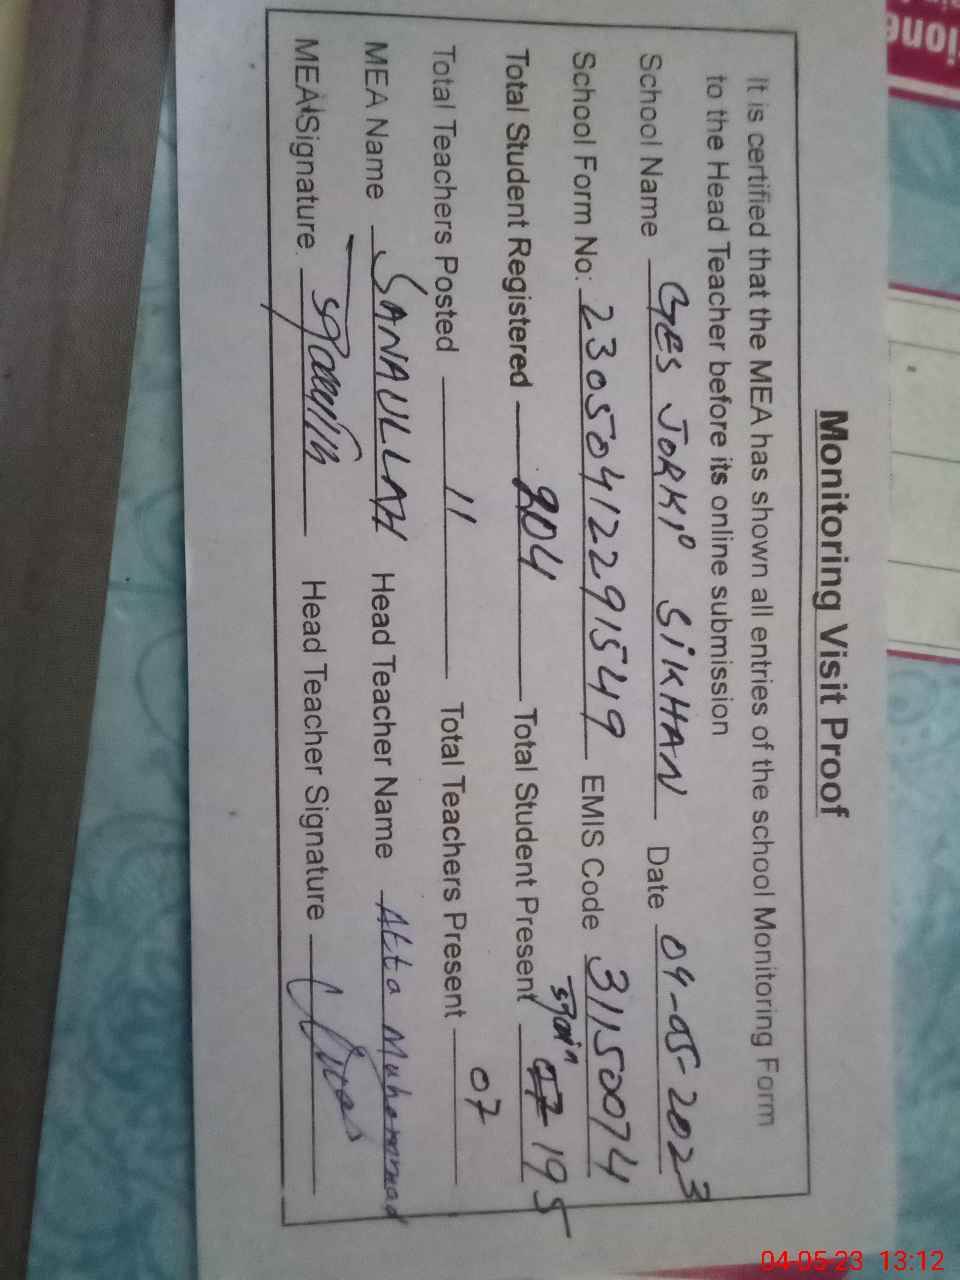 Monitoring Visit Proof
It is certified that the MEA has shown all entries of the school Monitoring Form
to the Head Teacher before its online submission
School Name GES JORKI SIKHAN Date 04-05-2023
School Form No: 23050412291549 EMIS Code 31150074
Total Student Registered 204 Total Student Present 07 195
Total Teachers Posted 11 Total Teachers Present 07
MEA Name SANAULLAH Head Teacher Name Atta Muhammad
MEA Signature Head Teacher Signature
04-05-23 13:12